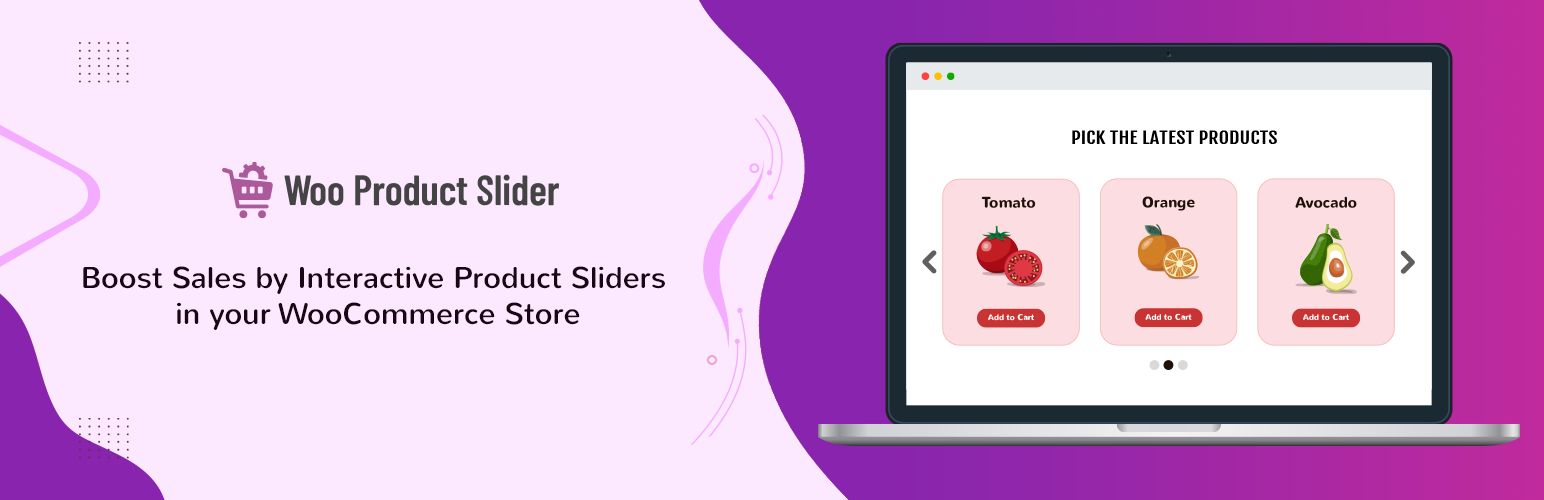 Woo Product Slider
Boost Sales by Interactive Product Sliders
in your WooCommerce Store
PICK THE LATEST PRODUCTS
Tomato
Orange
Avocado
Add to Cart
Add to Cart
Add to Cart